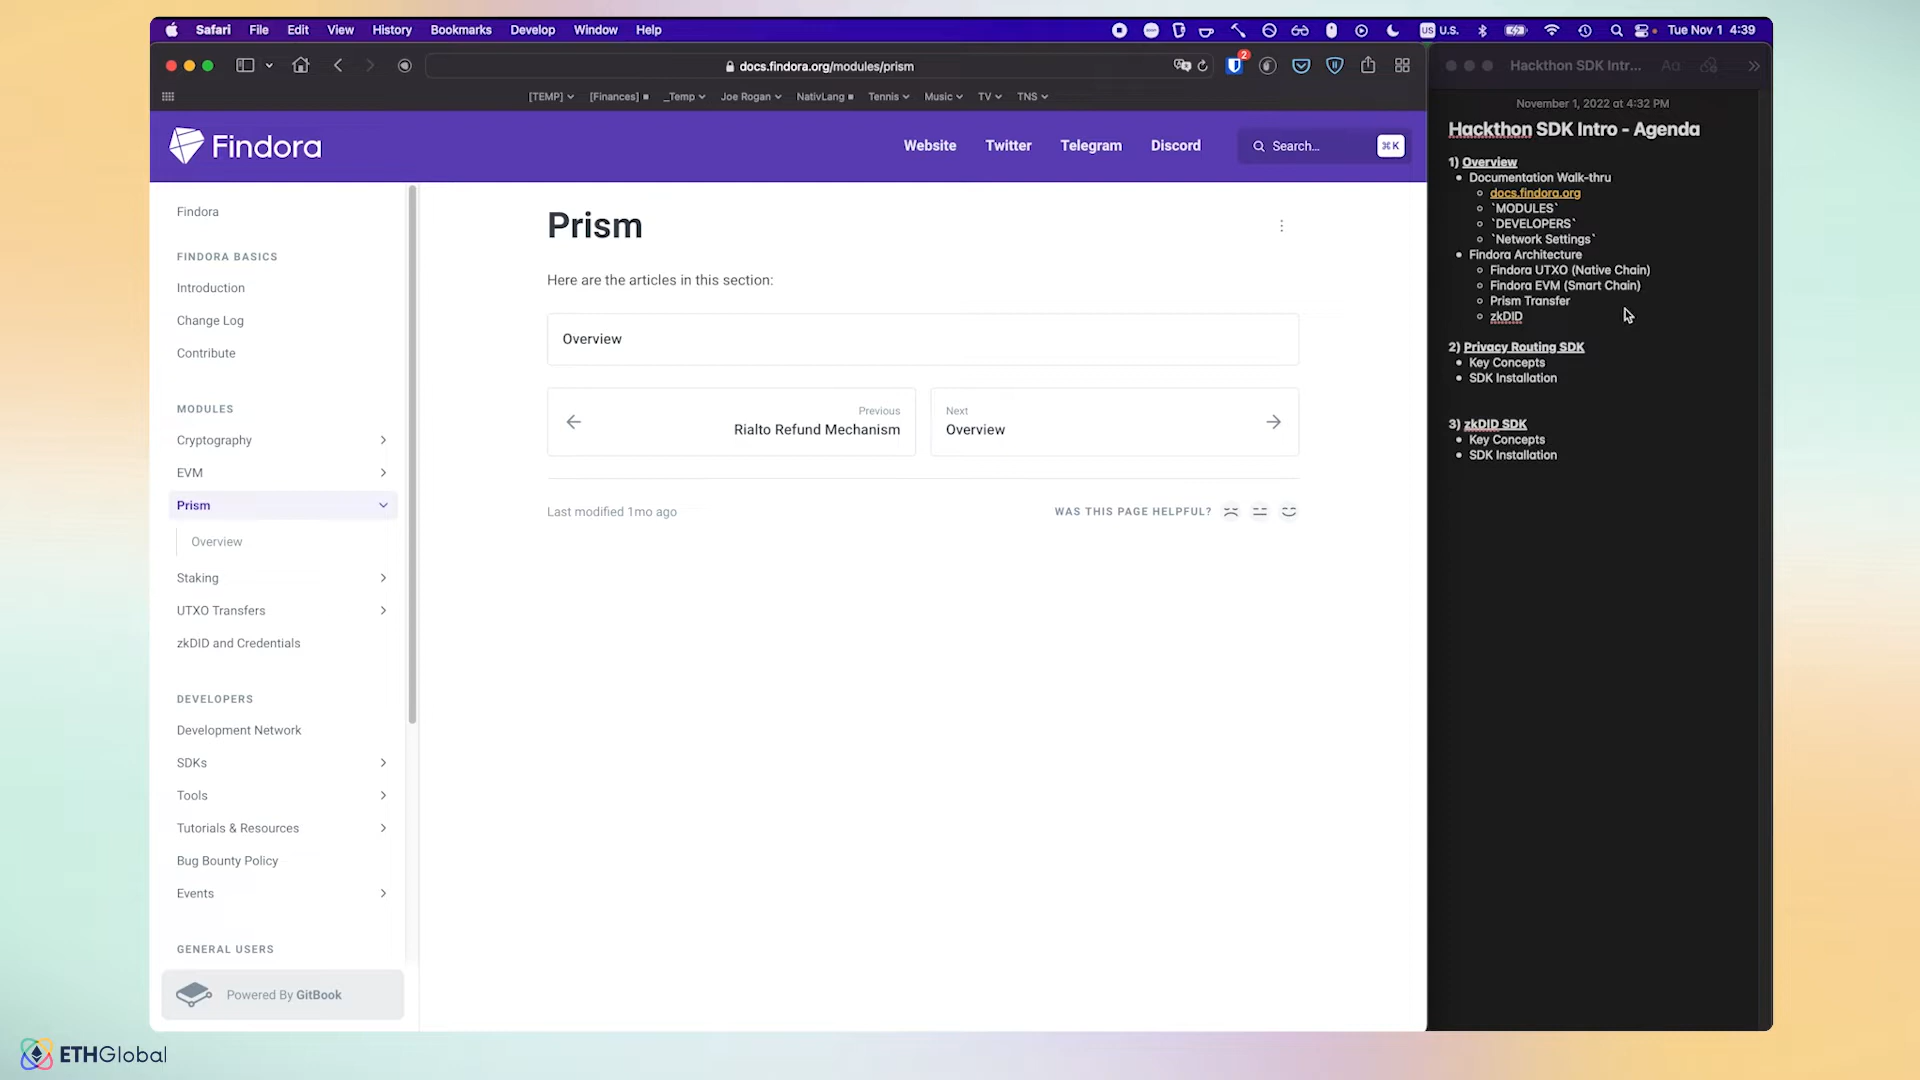 Safari File Edit View History Bookmarks Develop Window Help
US U.S. Tue Nov 1 4:39
docs.findora.org/modules/prism
2
[TEMP] [Finances] _Temp Joe Rogan NativLang Tennis Music TV TNS
Findora
Website Twitter Telegram Discord
Search... ⌘K
Findora
FINDORA BASICS
Introduction
Change Log
Contribute
MODULES
Cryptography
EVM
Prism
Overview
Staking
UTXO Transfers
zkDID and Credentials
DEVELOPERS
Development Network
SDKs
Tools
Tutorials & Resources
Bug Bounty Policy
Events
GENERAL USERS
Powered By GitBook
Prism
Here are the articles in this section:
Overview
Previous
Rialto Refund Mechanism
Next
Overview
Last modified 1mo ago
WAS THIS PAGE HELPFUL?
Hackthon SDK Intr... Aa
November 1, 2022 at 4:32 PM
Hackthon SDK Intro - Agenda
1) Overview
Documentation Walk-thru
docs.findora.org
`MODULES`
`DEVELOPERS`
`Network Settings`
Findora Architecture
Findora UTXO (Native Chain)
Findora EVM (Smart Chain)
Prism Transfer
zkDID
2) Privacy Routing SDK
Key Concepts
SDK Installation
3) zkDID SDK
Key Concepts
SDK Installation
ETHGlobal